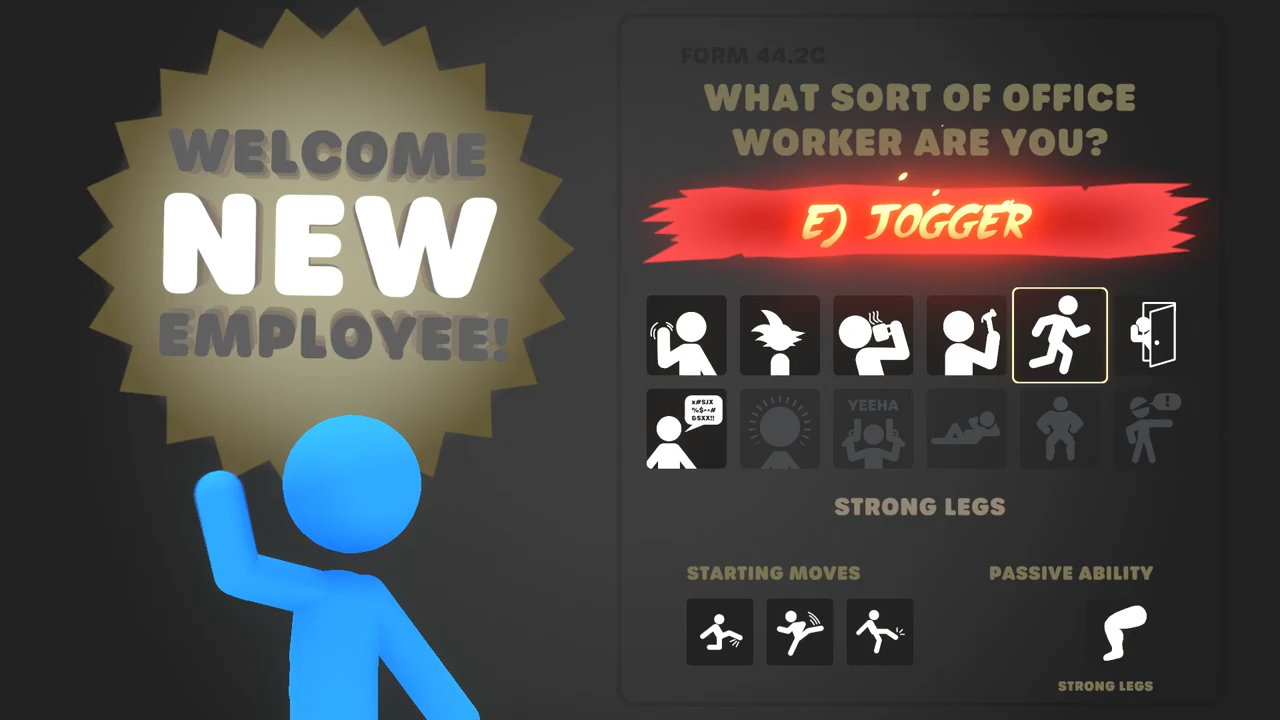 WELCOME
NEW
EMPLOYEE!
FORM 44.2C
WHAT SORT OF OFFICE
WORKER ARE YOU?
E) JOGGER
X#SJX
%$--#
&SXX!!
YEEHA
!
STRONG LEGS
STARTING MOVES
PASSIVE ABILITY
STRONG LEGS